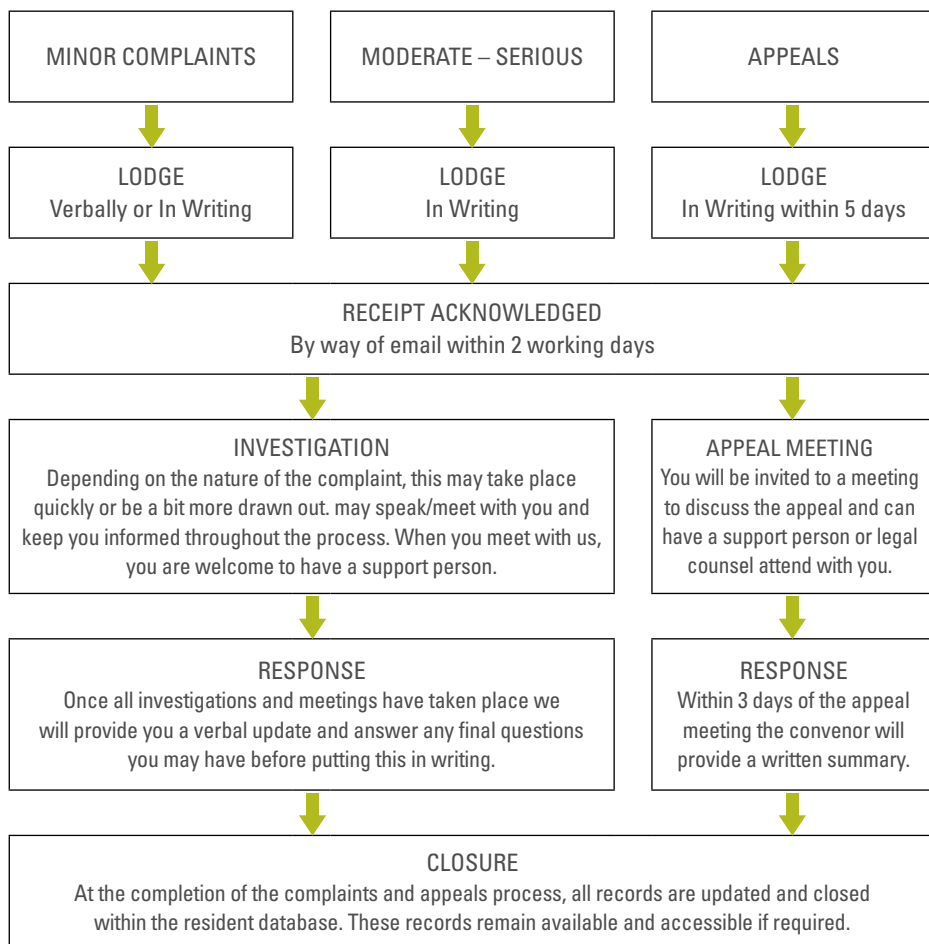 MINOR COMPLAINTS
MODERATE – SERIOUS
APPEALS
LODGE
Verbally or In Writing
LODGE
In Writing
LODGE
In Writing within 5 days
RECEIPT ACKNOWLEDGED
By way of email within 2 working days
INVESTIGATION
Depending on the nature of the complaint, this may take place
quickly or be a bit more drawn out. may speak/meet with you and
keep you informed throughout the process. When you meet with us,
you are welcome to have a support person.
APPEAL MEETING
You will be invited to a meeting
to discuss the appeal and can
have a support person or legal
counsel attend with you.
RESPONSE
Once all investigations and meetings have taken place we
will provide you a verbal update and answer any final questions
you may have before putting this in writing.
RESPONSE
Within 3 days of the appeal
meeting the convenor will
provide a written summary.
CLOSURE
At the completion of the complaints and appeals process, all records are updated and closed
within the resident database. These records remain available and accessible if required.